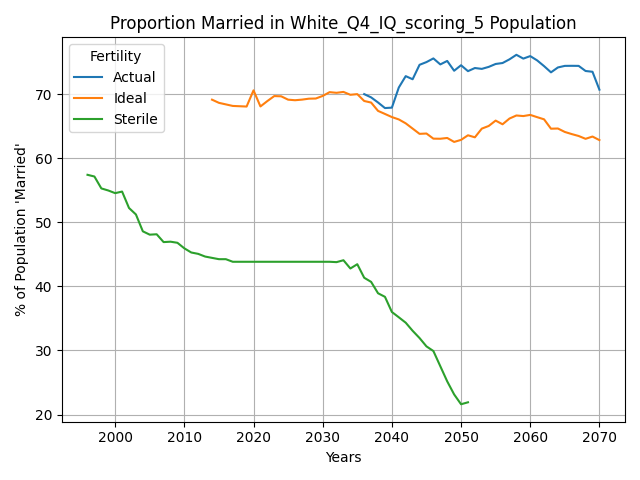 Proportion Married in White_Q4_IQ_scoring_5 Population
Fertility
Actual
Ideal
Sterile
% of Population 'Married'
70
60
50
40
30
20
2000
2010
2020
2030
2040
2050
2060
2070
Years